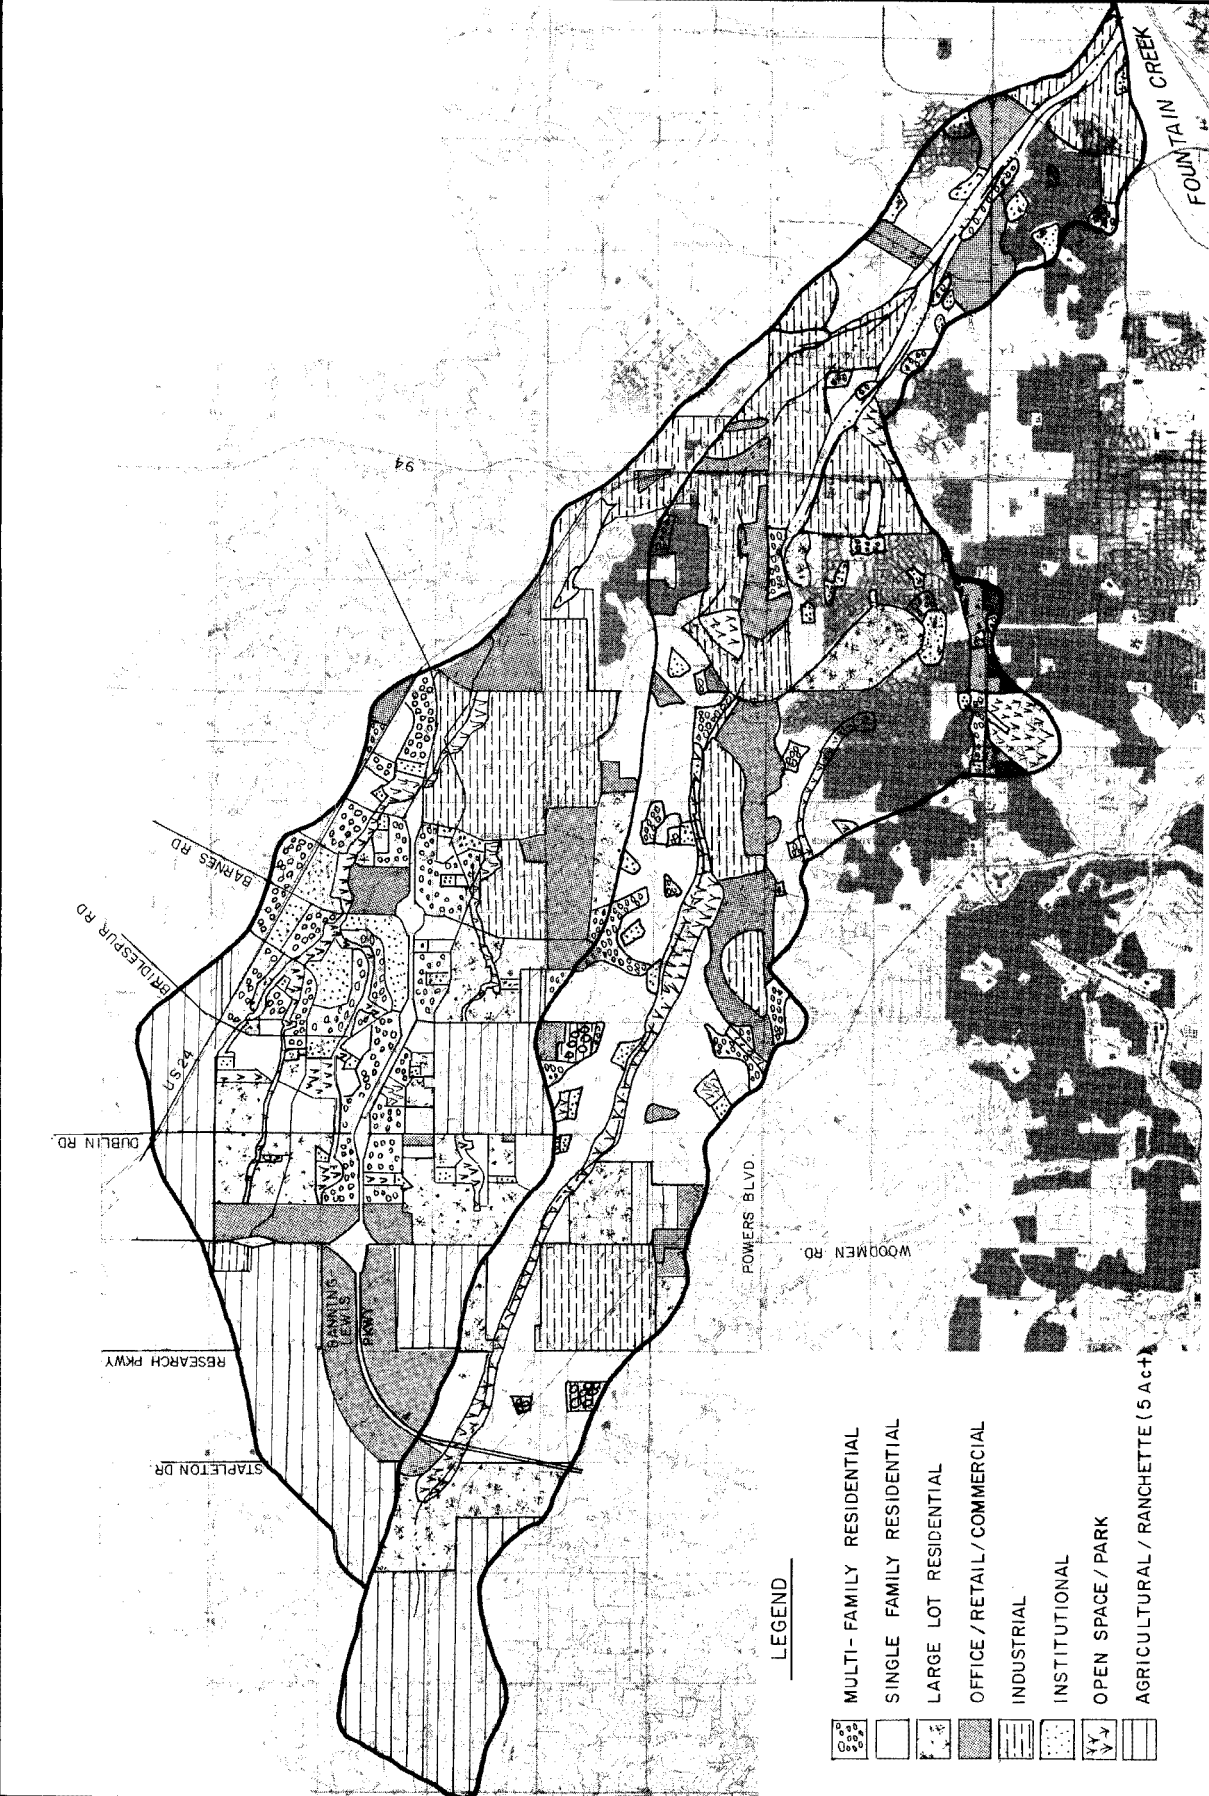 FOUNTAIN CREEK
94
BARNES RD
BRIDLESPUR RD
US 24
DUBLIN RD
BANNING
LEWIS
PKWY
RESEARCH PKWY
STAPLETON DR.
POWERS BLVD.
WOODMEN RD.
LEGEND
MULTI-FAMILY RESIDENTIAL
SINGLE FAMILY RESIDENTIAL
LARGE LOT RESIDENTIAL
OFFICE/RETAIL/COMMERCIAL
INDUSTRIAL
INSTITUTIONAL
OPEN SPACE/PARK
AGRICULTURAL/RANCHETTE (5 Ac+)